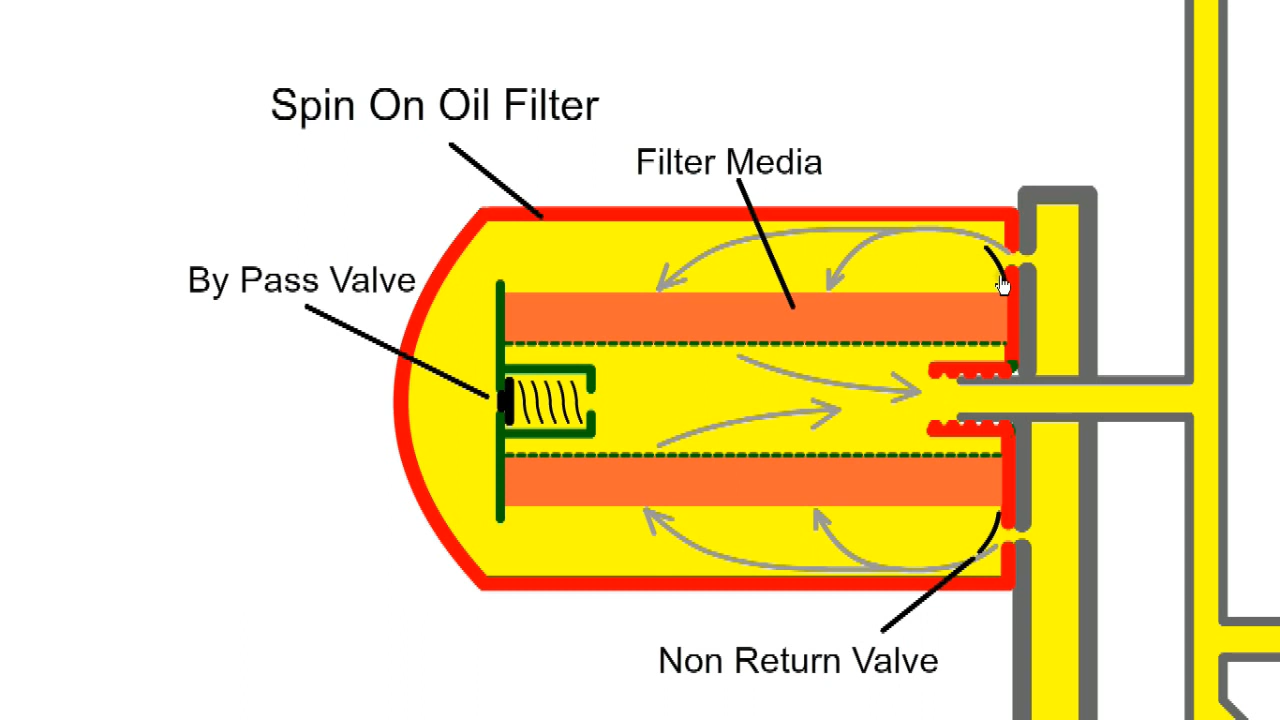 Spin On Oil Filter
Filter Media
By Pass Valve
Non Return Valve